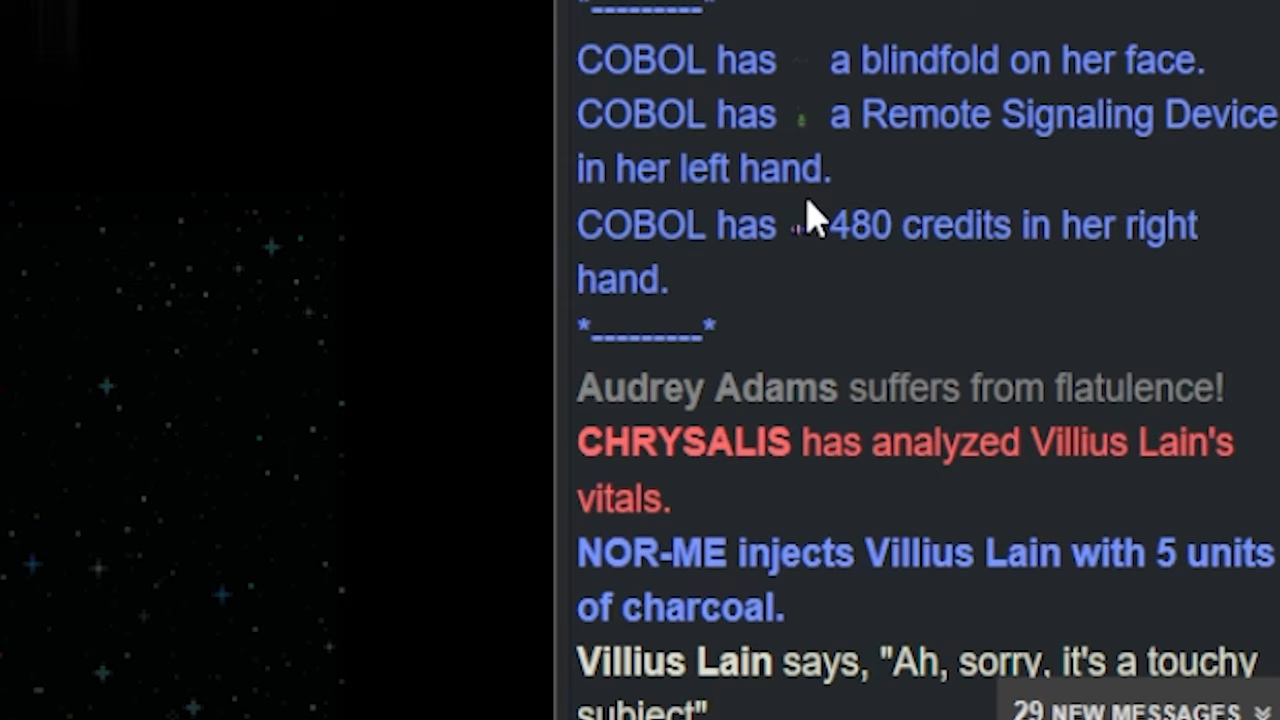 *---------*
COBOL has a blindfold on her face.
COBOL has a Remote Signaling Device
in her left hand.
COBOL has 480 credits in her right
hand.
*---------*
Audrey Adams suffers from flatulence!
CHRYSALIS has analyzed Villius Lain's
vitals.
NOR-ME injects Villius Lain with 5 units
of charcoal.
Villius Lain says, "Ah, sorry, it's a touchy
subject"
29 NEW MESSAGES